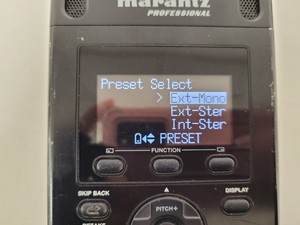 marantz
PROFESSIONAL
Preset Select
> Ext-Mono
Ext-Ster
Int-Ster
PRESET
FUNCTION
SKIP BACK
DISPLAY
PITCH+